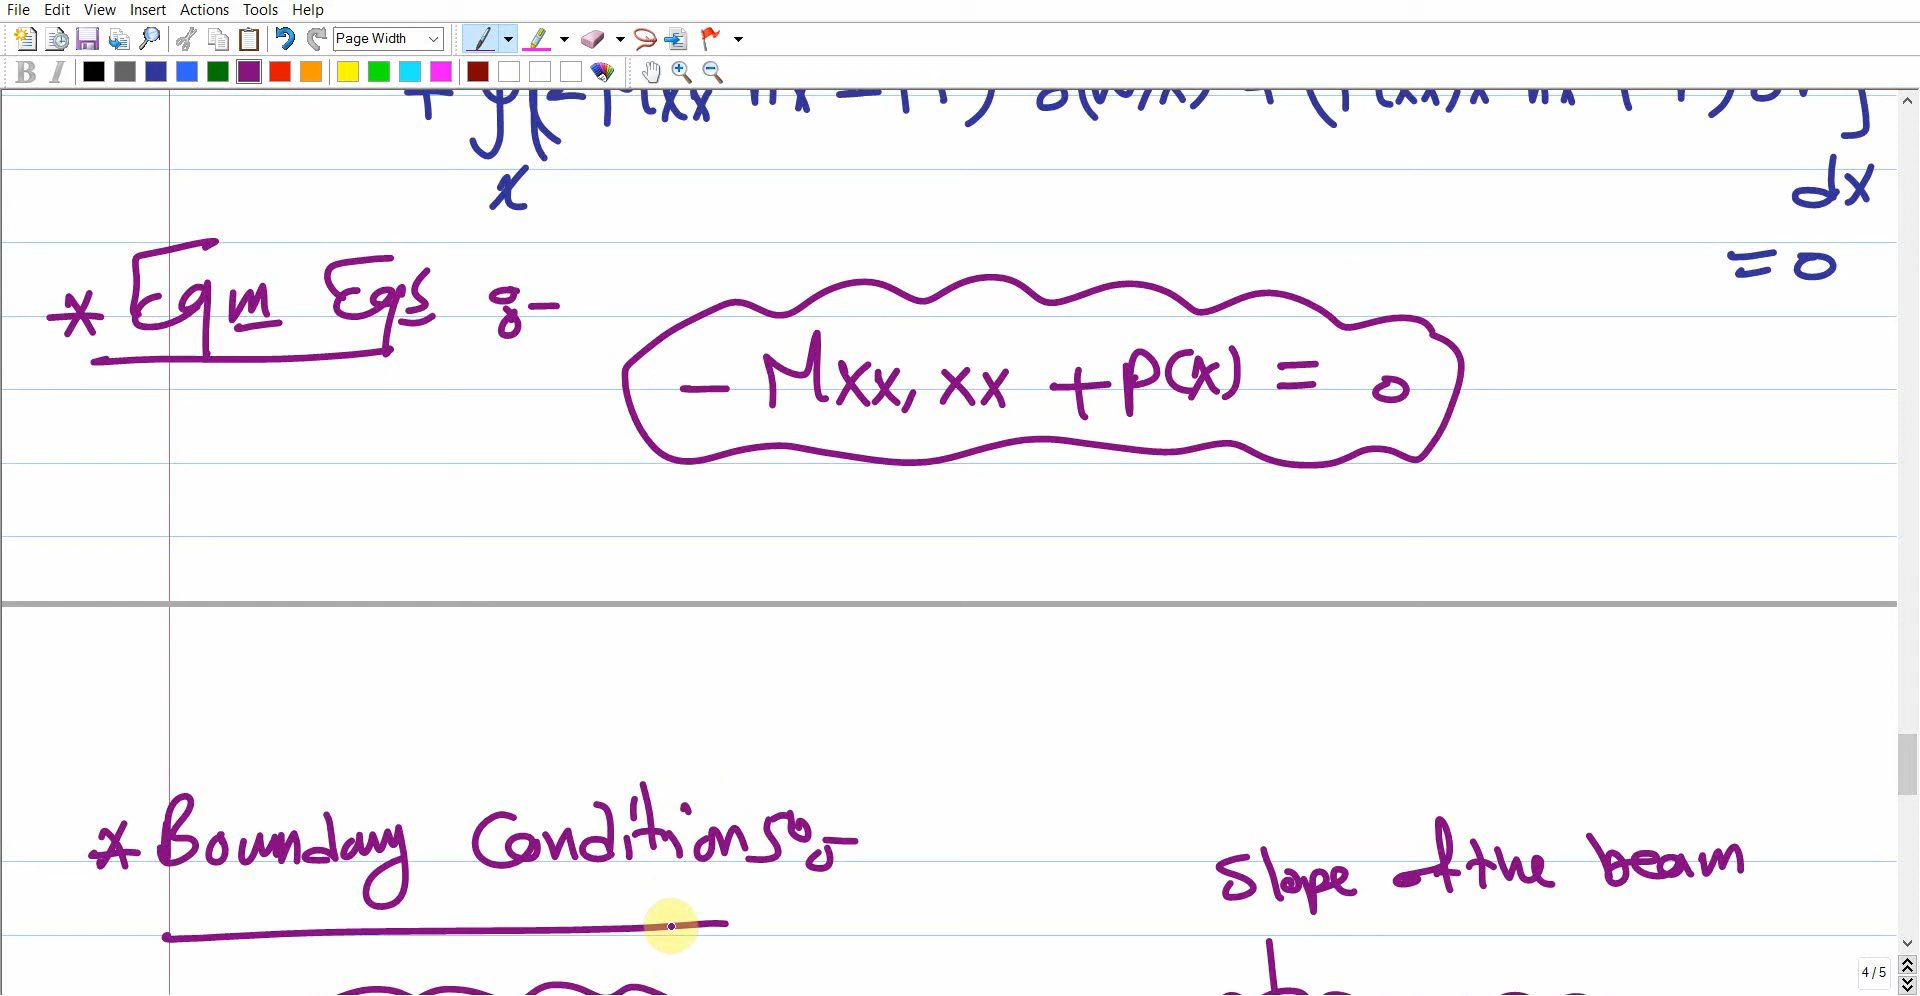 File Edit View Insert Actions Tools Help
Page Width
B I
x
dx
= 0
* Eqm Eqs :-
- Mxx, xx + P(x) = 0
* Boundary Conditions :-
Slope of the beam
4 / 5